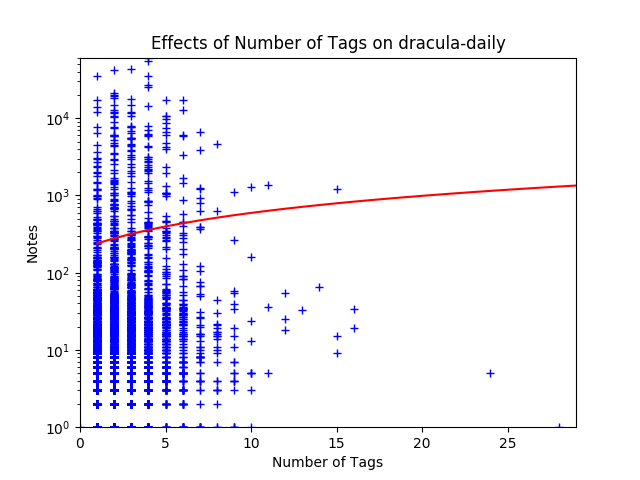 Effects of Number of Tags on dracula-daily
10^4
10^3
10^2
10^1
10^0
Notes
0 5 10 15 20 25
Number of Tags